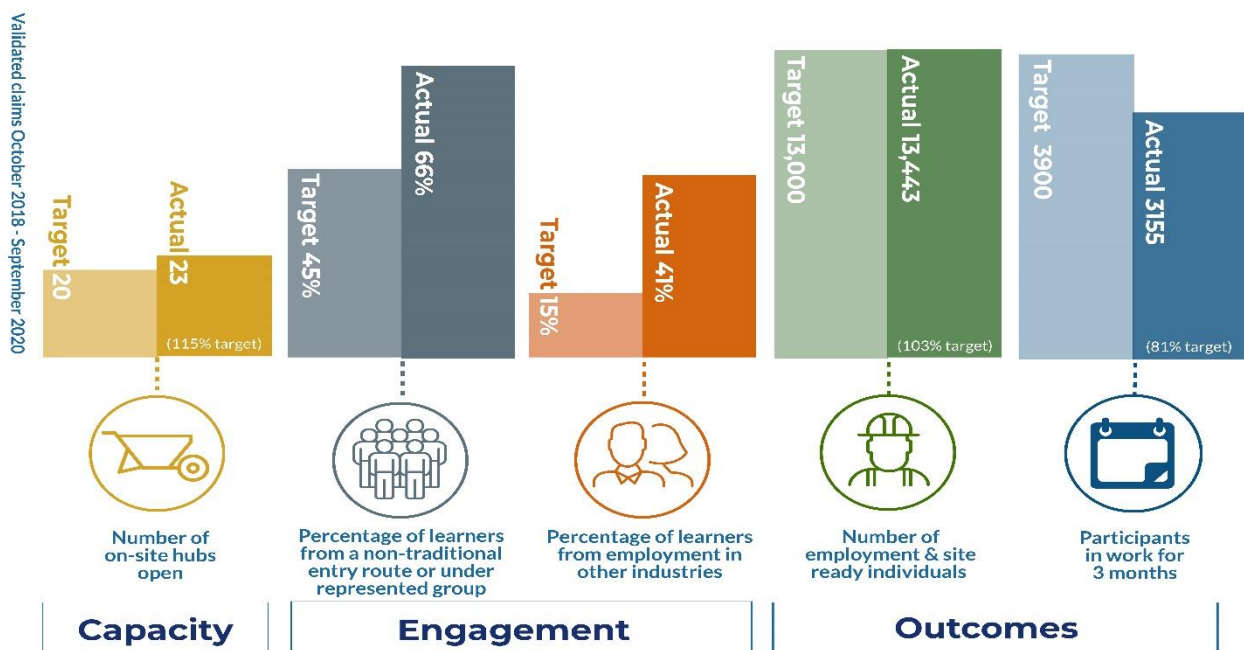 Validated claims October 2018 - September 2020
Target 20
Actual 23
(115% target)
Target 45%
Actual 66%
Target 15%
Actual 41%
Target 13,000
Actual 13,443
(103% target)
Target 3900
Actual 3155
(81% target)
Number of
on-site hubs
open
Percentage of learners
from a non-traditional
entry route or under
represented group
Percentage of learners
from employment in
other industries
Number of
employment & site
ready individuals
Participants
in work for
3 months
Capacity
Engagement
Outcomes